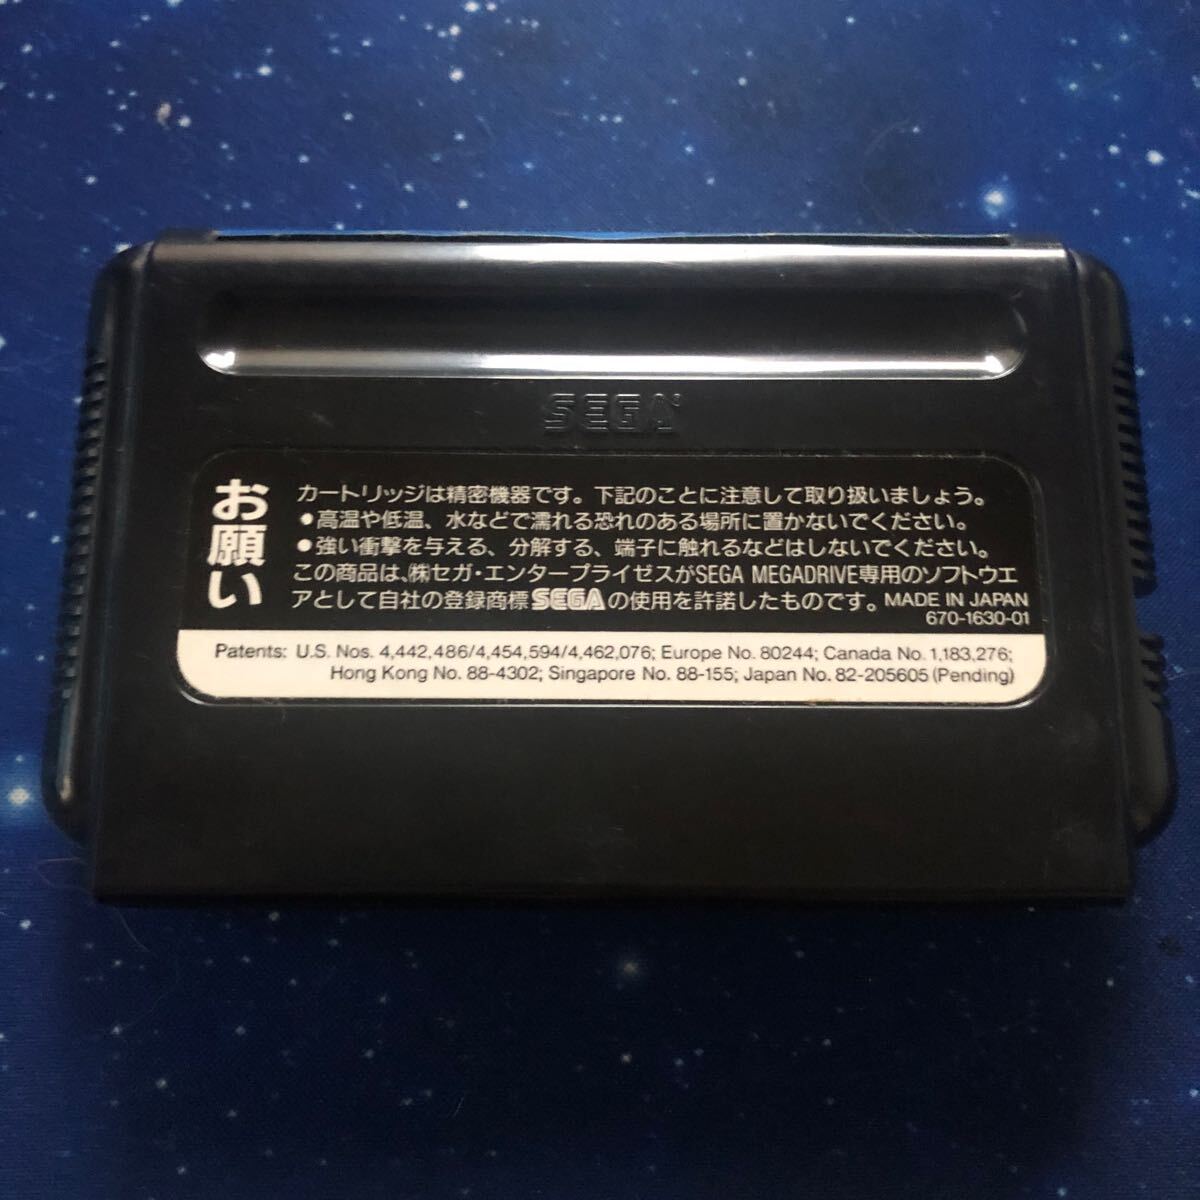 SEGA
お願い
カートリッジは精密機器です。下記のことに注意して取り扱いましょう。
●高温や低温、水などで濡れる恐れのある場所に置かないでください。
●強い衝撃を与える、分解する、端子に触れるなどはしないでください。
この商品は、㈱セガ・エンタープライゼスがSEGA MEGADRIVE専用のソフトウエ
アとして自社の登録商標SEGAの使用を許諾したものです。 MADE IN JAPAN
670-1630-01
Patents: U.S. Nos. 4,442,486/4,454,594/4,462,076; Europe No. 80244; Canada No. 1,183,276;
Hong Kong No. 88-4302; Singapore No. 88-155; Japan No. 82-205605 (Pending)